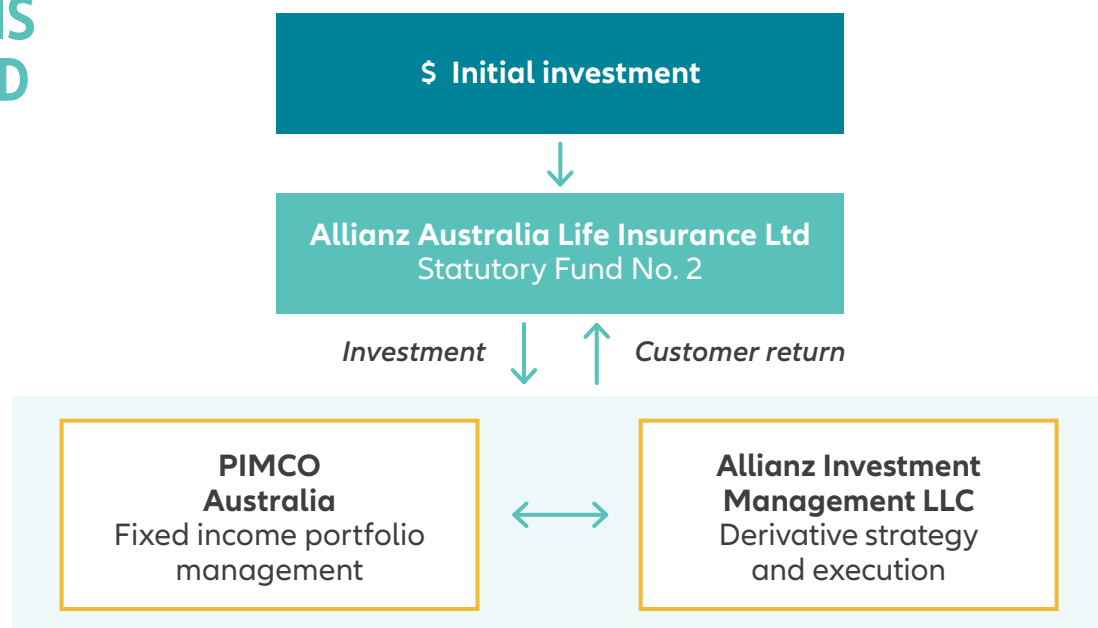 $ Initial investment
Allianz Australia Life Insurance Ltd
Statutory Fund No. 2
Investment
Customer return
PIMCO
Australia
Fixed income portfolio
management
Allianz Investment
Management LLC
Derivative strategy
and execution